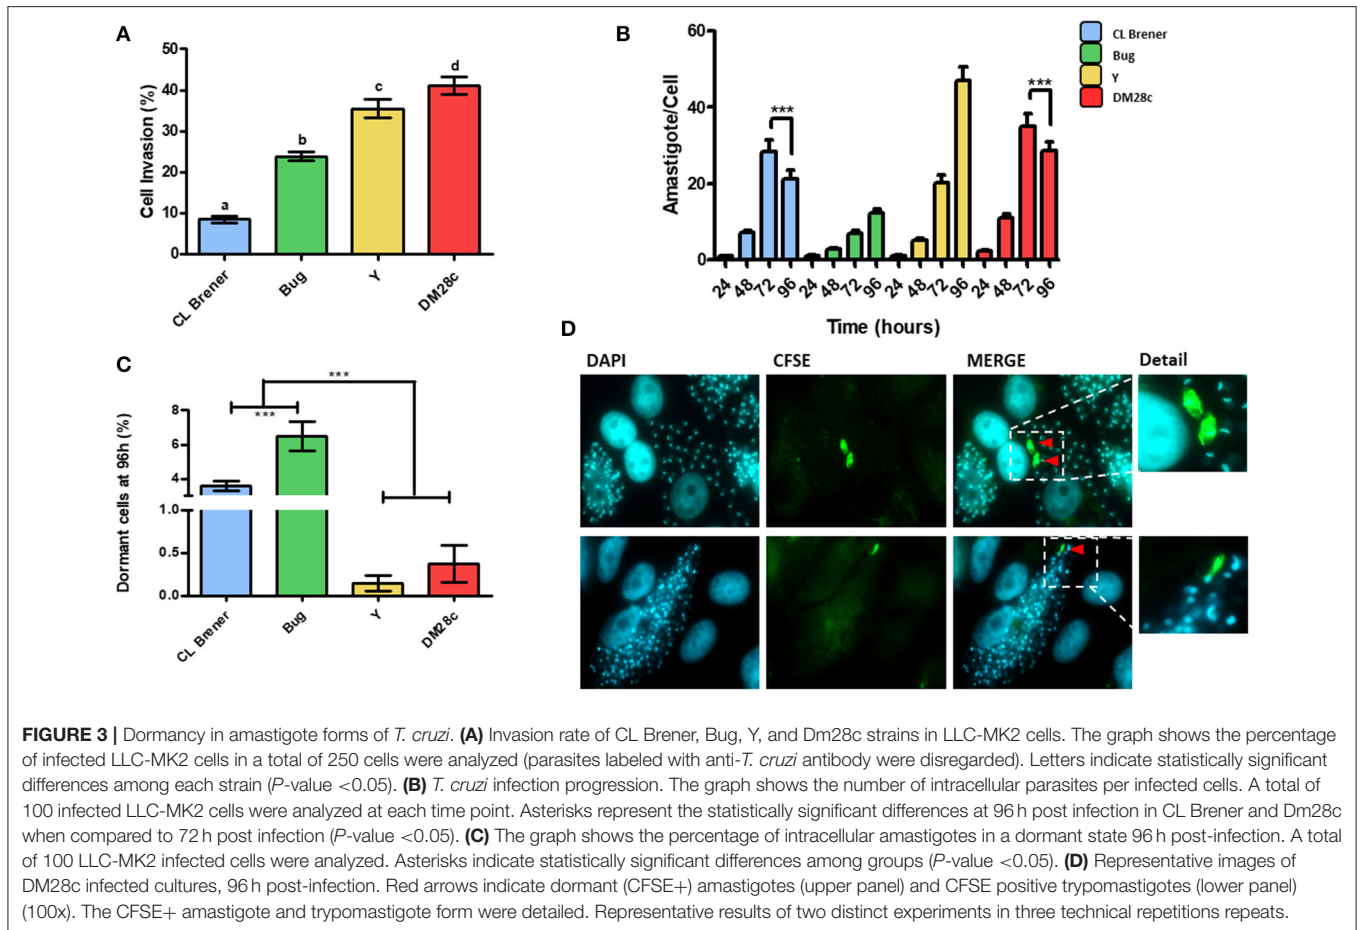 A
Cell Invasion (%)
50
40
30
20
10
0
a
b
c
d
CL Brener
Bug
Y
DM28c
B
Amastigote/Cell
60
40
20
0
***
***
24
48
72
96
24
48
72
96
24
48
72
96
24
48
72
96
Time (hours)
CL Brener
Bug
Y
DM28c
C
Dormant cells at 96h (%)
8
6
4
1.0
0.5
0.0
***
***
CL Brener
Bug
Y
DM28c
D
DAPI
CFSE
MERGE
Detail
FIGURE 3 | Dormancy in amastigote forms of T. cruzi. (A) Invasion rate of CL Brener, Bug, Y, and Dm28c strains in LLC-MK2 cells. The graph shows the percentage
of infected LLC-MK2 cells in a total of 250 cells were analyzed (parasites labeled with anti-T. cruzi antibody were disregarded). Letters indicate statistically significant
differences among each strain (P-value <0.05). (B) T. cruzi infection progression. The graph shows the number of intracellular parasites per infected cells. A total of
100 infected LLC-MK2 cells were analyzed at each time point. Asterisks represent the statistically significant differences at 96 h post infection in CL Brener and Dm28c
when compared to 72 h post infection (P-value <0.05). (C) The graph shows the percentage of intracellular amastigotes in a dormant state 96 h post-infection. A total
of 100 LLC-MK2 infected cells were analyzed. Asterisks indicate statistically significant differences among groups (P-value <0.05). (D) Representative images of
DM28c infected cultures, 96 h post-infection. Red arrows indicate dormant (CFSE+) amastigotes (upper panel) and CFSE positive trypomastigotes (lower panel)
(100x). The CFSE+ amastigote and trypomastigote form were detailed. Representative results of two distinct experiments in three technical repetitions repeats.